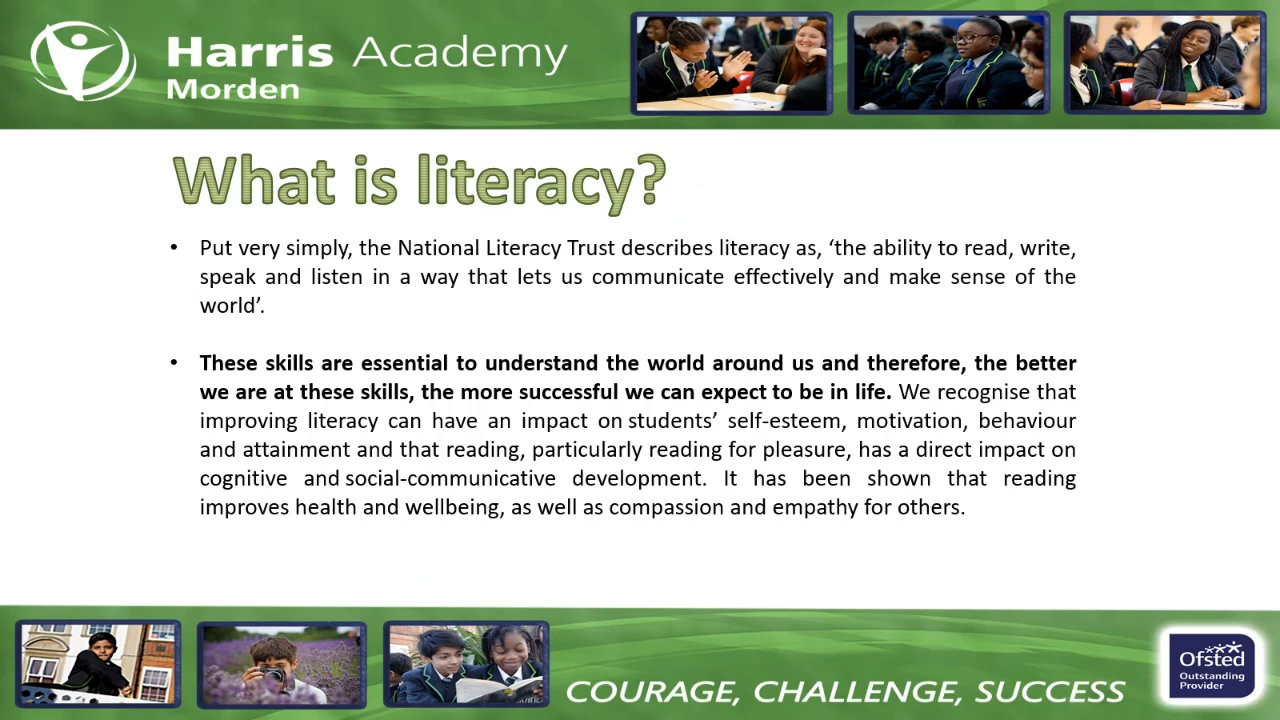 Harris Academy
Morden
What is literacy?
• Put very simply, the National Literacy Trust describes literacy as, ‘the ability to read, write,
speak and listen in a way that lets us communicate effectively and make sense of the
world’.
• These skills are essential to understand the world around us and therefore, the better
we are at these skills, the more successful we can expect to be in life. We recognise that
improving literacy can have an impact on students’ self-esteem, motivation, behaviour
and attainment and that reading, particularly reading for pleasure, has a direct impact on
cognitive and social-communicative development. It has been shown that reading
improves health and wellbeing, as well as compassion and empathy for others.
COURAGE, CHALLENGE, SUCCESS
Ofsted
Outstanding
Provider